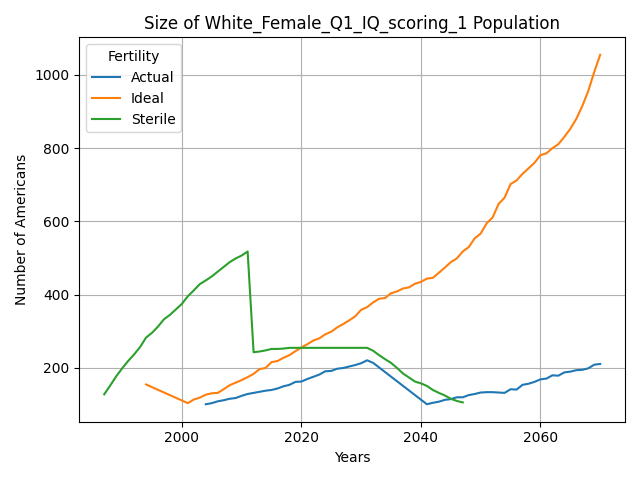 Size of White_Female_Q1_IQ_scoring_1 Population
Fertility
Actual
Ideal
Sterile
1000
800
600
400
200
Number of Americans
2000
2020
2040
2060
Years